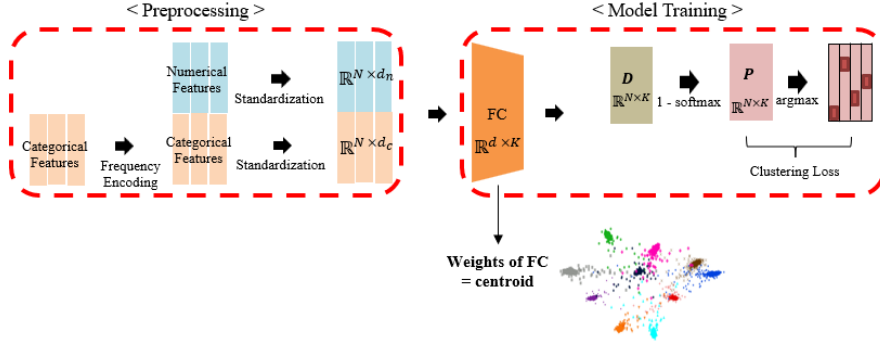 < Preprocessing >
< Model Training >
Numerical
Features
ℝ^{N × d_n}
Standardization
Categorical
Features
Frequency
Encoding
Categorical
Features
Standardization
ℝ^{N × d_c}
FC
ℝ^{d × K}
D
ℝ^{N×K}
1 - softmax
P
ℝ^{N×K}
argmax
Clustering Loss
Weights of FC
= centroid